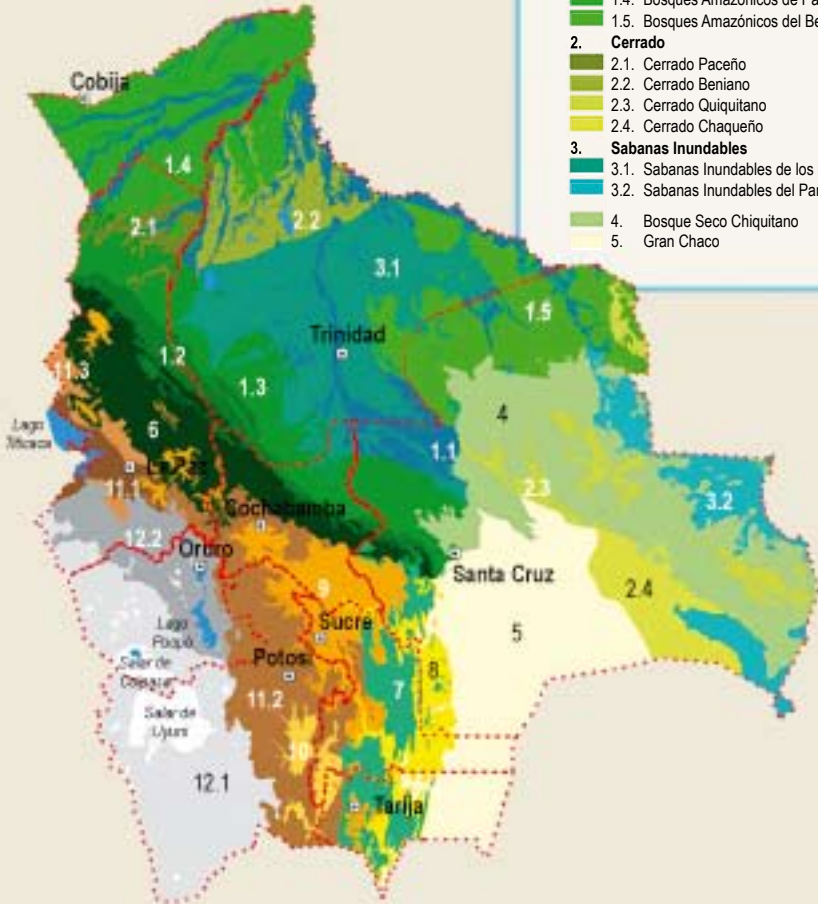 1.4. Bosques Amazónicos de Pa
1.5. Bosques Amazónicos del Be
2. Cerrado
2.1. Cerrado Paceño
2.2. Cerrado Beniano
2.3. Cerrado Quiquitano
2.4. Cerrado Chaqueño
3. Sabanas Inundables
3.1. Sabanas Inundables de los
3.2. Sabanas Inundables del Pa
4. Bosque Seco Chiquitano
5. Gran Chaco
Cobija
1.4
2.1
2.2
3.1
1.5
Trinidad
1.2
11.3
1.3
4
Lago
Titicaca
6
1.1
La Paz
11.1
2.3
3.2
Cochabamba
12.2
Oruro
Santa Cruz
2.4
9
Lago
Poopó
Sucre
5
Salar de
Coipasa
Potosí
7
8
11.2
Salar de
Uyuni
10
12.1
Tarija